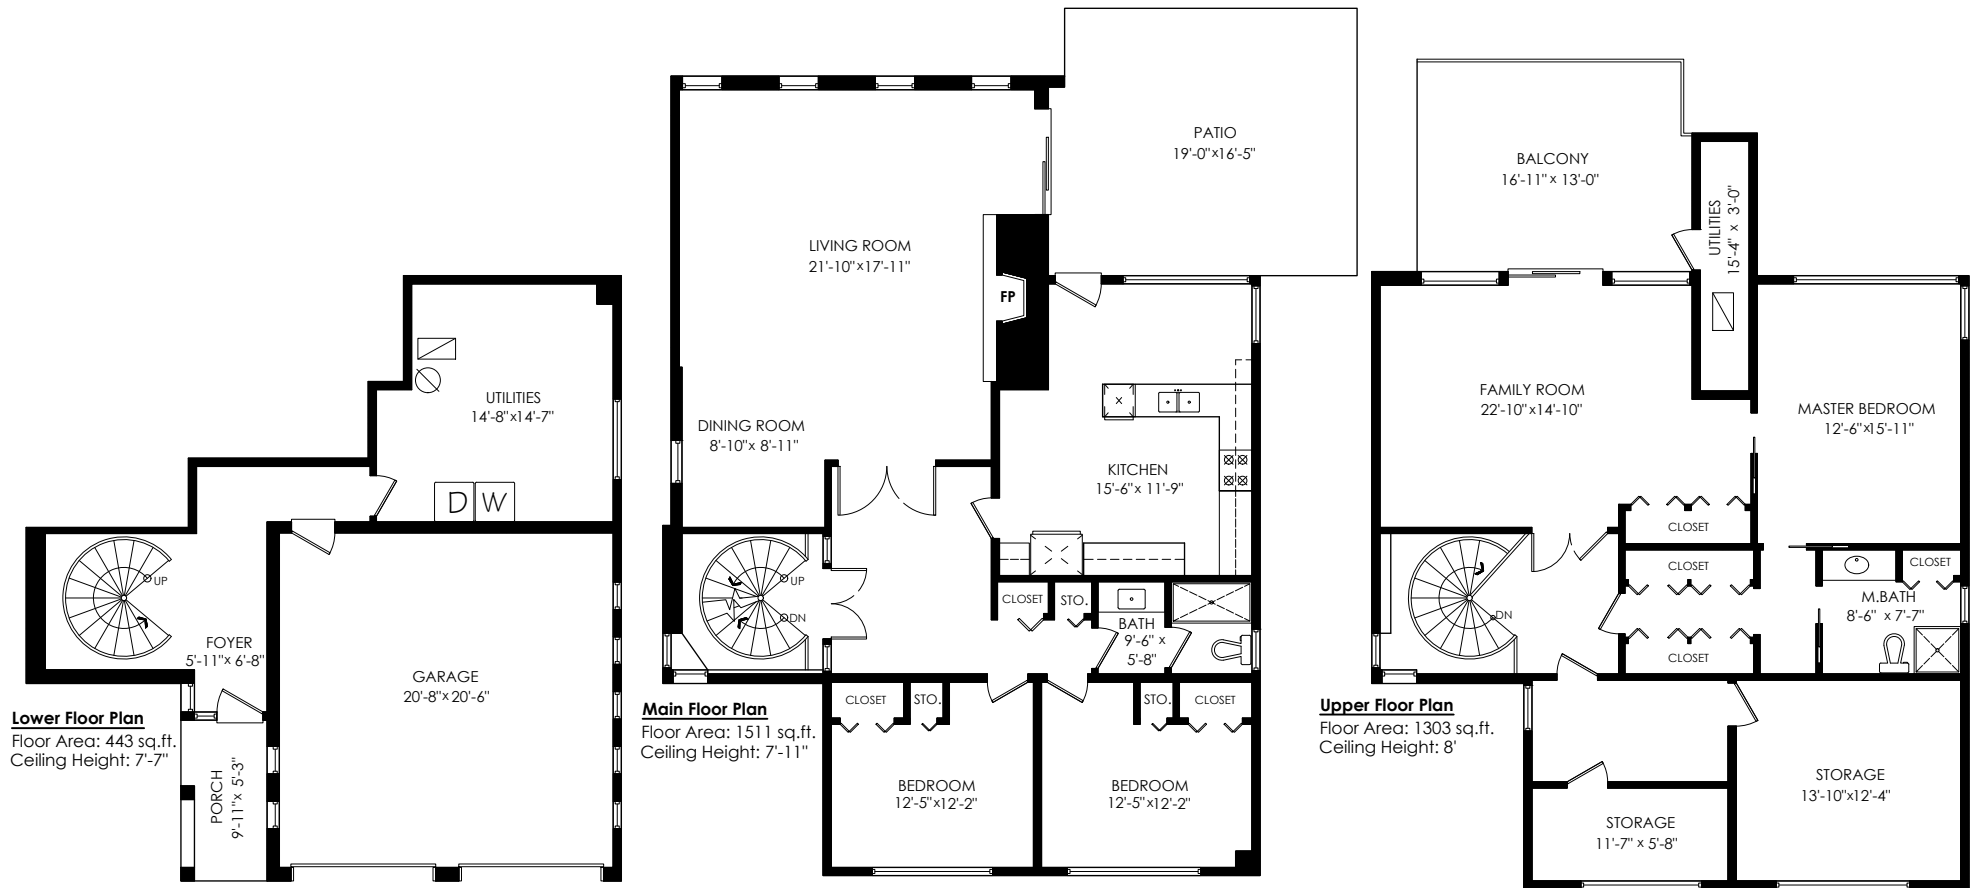 UTILITIES
14'-8"x14'-7"
D W
UP
FOYER
5'-11"x 6'-8"
GARAGE
20'-8"x20'-6"
PORCH
9'-11"x 5'-3"
Lower Floor Plan
Floor Area: 443 sq.ft.
Ceiling Height: 7'-7"
PATIO
19'-0"x16'-5"
LIVING ROOM
21'-10"x17'-11"
FP
DINING ROOM
8'-10"x 8'-11"
KITCHEN
15'-6"x 11'-9"
UP
DN
CLOSET
STO.
BATH
9'-6" x
5'-8"
CLOSET
STO.
STO.
CLOSET
BEDROOM
12'-5"x12'-2"
BEDROOM
12'-5"x12'-2"
Main Floor Plan
Floor Area: 1511 sq.ft.
Ceiling Height: 7'-11"
BALCONY
16'-11"x 13'-0"
UTILITIES
15'-4" x 3'-0"
FAMILY ROOM
22'-10"x14'-10"
MASTER BEDROOM
12'-6"x15'-11"
CLOSET
CLOSET
CLOSET
M.BATH
8'-6" x 7'-7"
DN
CLOSET
STORAGE
13'-10"x12'-4"
STORAGE
11'-7" x 5'-8"
Upper Floor Plan
Floor Area: 1303 sq.ft.
Ceiling Height: 8'